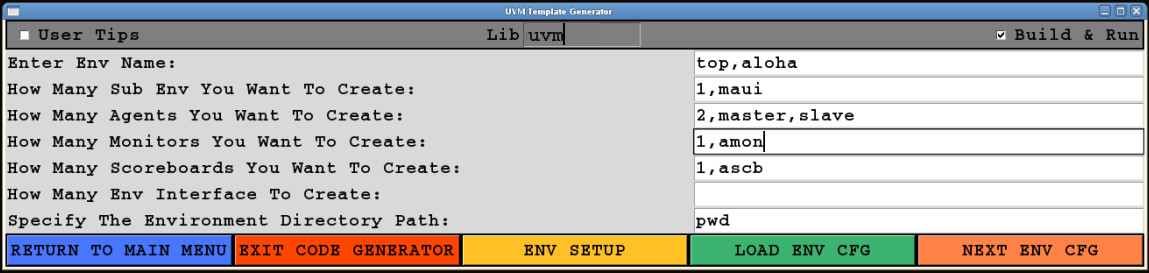 UVM Template Generator
User Tips Lib uvm Build & Run
Enter Env Name: top,aloha
How Many Sub Env You Want To Create: 1,maui
How Many Agents You Want To Create: 2,master,slave
How Many Monitors You Want To Create: 1,amon
How Many Scoreboards You Want To Create: 1,ascb
How Many Env Interface To Create:
Specify The Environment Directory Path: pwd
RETURN TO MAIN MENU EXIT CODE GENERATOR ENV SETUP LOAD ENV CFG NEXT ENV CFG